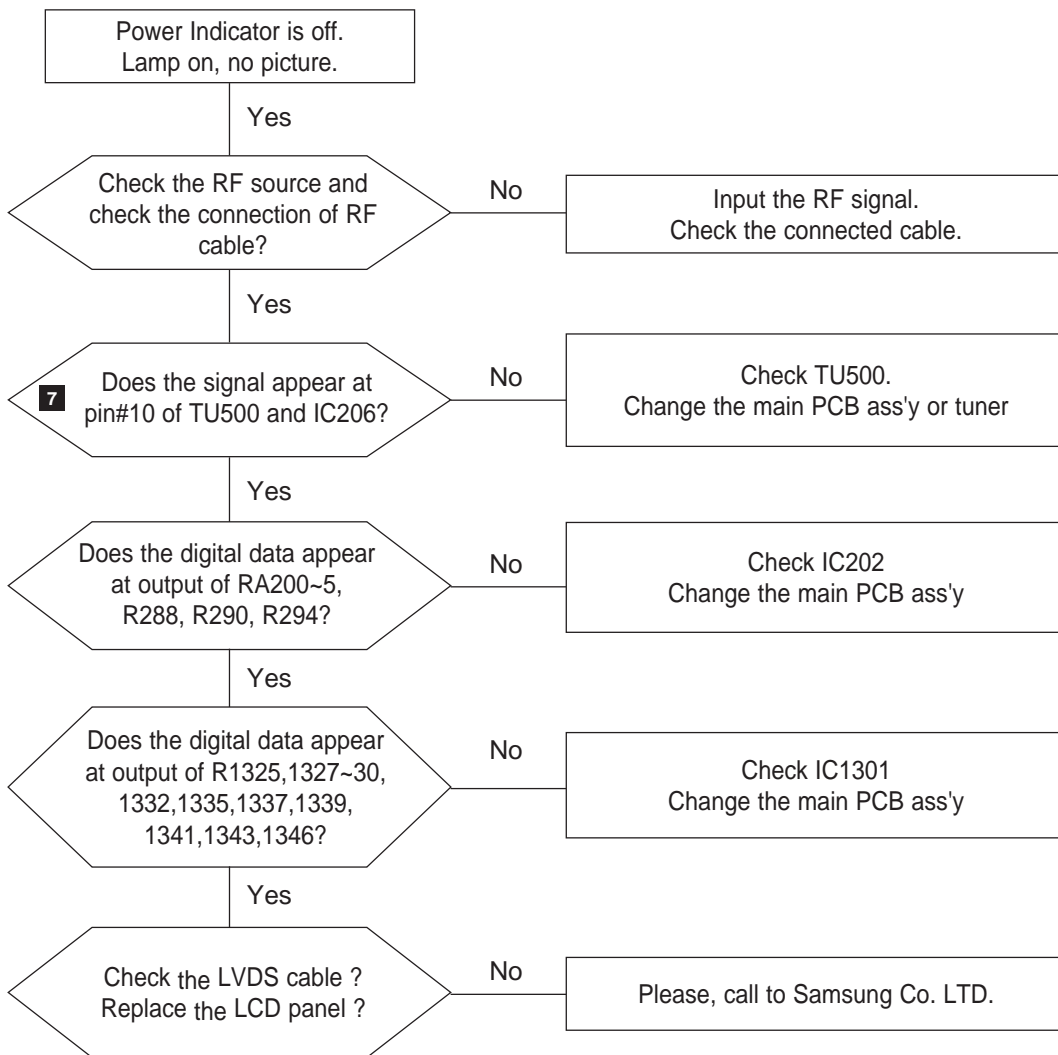 Power Indicator is off.
Lamp on, no picture.
Yes
Check the RF source and
check the connection of RF
cable?
No
Input the RF signal.
Check the connected cable.
Yes
7
Does the signal appear at
pin#10 of TU500 and IC206?
No
Check TU500.
Change the main PCB ass'y or tuner
Yes
Does the digital data appear
at output of RA200~5,
R288, R290, R294?
No
Check IC202
Change the main PCB ass'y
Yes
Does the digital data appear
at output of R1325,1327~30,
1332,1335,1337,1339,
1341,1343,1346?
No
Check IC1301
Change the main PCB ass'y
Yes
Check the LVDS cable ?
Replace the LCD panel ?
No
Please, call to Samsung Co. LTD.